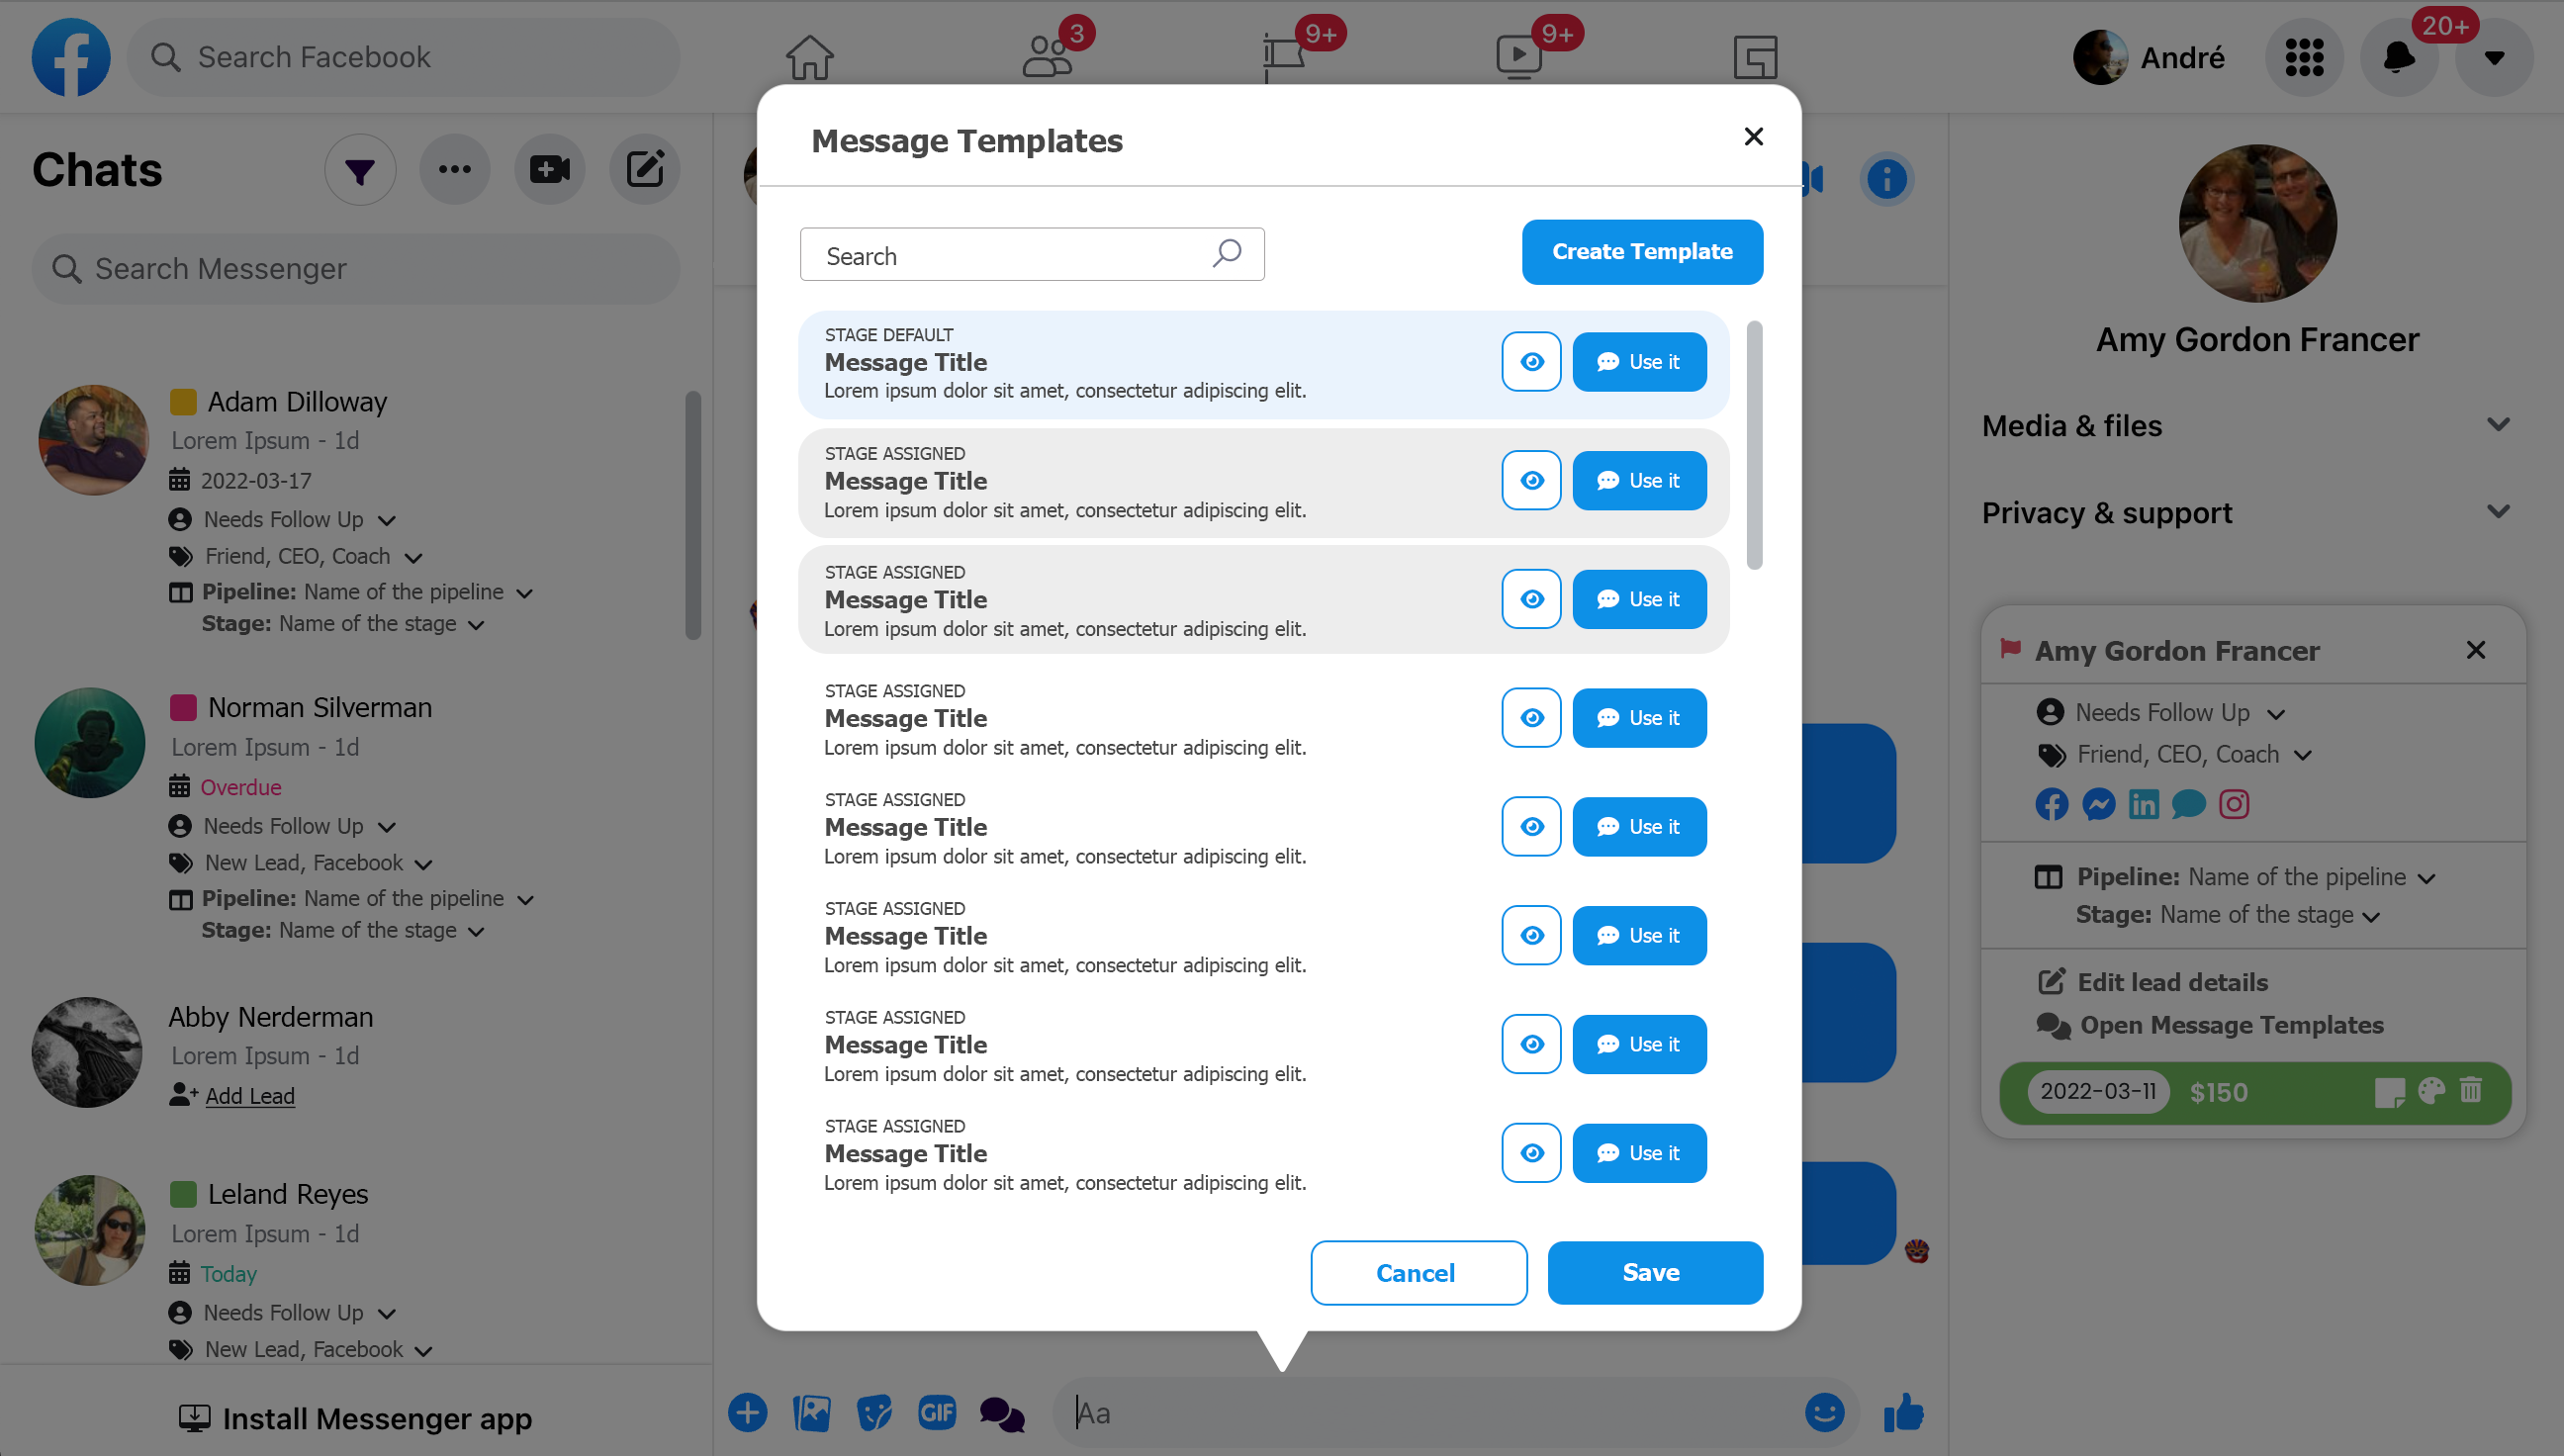 Search Facebook
3
9+
9+
André
20+
Chats
Search Messenger
Adam Dilloway
Lorem Ipsum - 1d
2022-03-17
Needs Follow Up
Friend, CEO, Coach
Pipeline: Name of the pipeline
Stage: Name of the stage
Norman Silverman
Lorem Ipsum - 1d
Overdue
Needs Follow Up
New Lead, Facebook
Pipeline: Name of the pipeline
Stage: Name of the stage
Abby Nerderman
Lorem Ipsum - 1d
Add Lead
Leland Reyes
Lorem Ipsum - 1d
Today
Needs Follow Up
New Lead, Facebook
Install Messenger app
Message Templates
Search
Create Template
STAGE DEFAULT
Message Title
Lorem ipsum dolor sit amet, consectetur adipiscing elit.
Use it
STAGE ASSIGNED
Message Title
Lorem ipsum dolor sit amet, consectetur adipiscing elit.
Use it
STAGE ASSIGNED
Message Title
Lorem ipsum dolor sit amet, consectetur adipiscing elit.
Use it
STAGE ASSIGNED
Message Title
Lorem ipsum dolor sit amet, consectetur adipiscing elit.
Use it
STAGE ASSIGNED
Message Title
Lorem ipsum dolor sit amet, consectetur adipiscing elit.
Use it
STAGE ASSIGNED
Message Title
Lorem ipsum dolor sit amet, consectetur adipiscing elit.
Use it
STAGE ASSIGNED
Message Title
Lorem ipsum dolor sit amet, consectetur adipiscing elit.
Use it
STAGE ASSIGNED
Message Title
Lorem ipsum dolor sit amet, consectetur adipiscing elit.
Use it
Cancel
Save
GIF
Aa
Amy Gordon Francer
Media & files
Privacy & support
Amy Gordon Francer
Needs Follow Up
Friend, CEO, Coach
in
Pipeline: Name of the pipeline
Stage: Name of the stage
Edit lead details
Open Message Templates
2022-03-11
$150